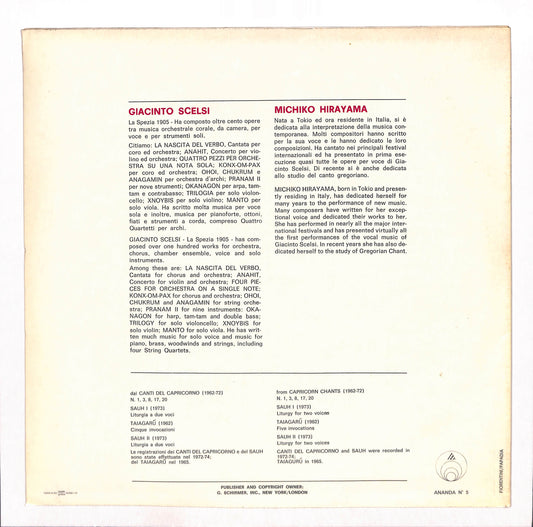 GIACINTO SCELSI
La Spezia 1905 - Ha composto oltre cento opere
tra musica orchestrale corale, da camera, per
voce e per strumenti soli.
Citiamo: LA NASCITA DEL VERBO, Cantata per
coro ed orchestra; ANAHIT, Concerto per vio-
lino ed orchestra; QUATTRO PEZZI PER ORCHE-
STRA SU UNA NOTA SOLA; KONX-OM-PAX
per coro ed orchestra; OHOI, CHUKRUM e
ANAGAMIN per orchestra d'archi; PRANAM II
per nove strumenti; OKANAGON per arpa, tam-
tam e contrabasso; TRILOGIA per solo violon-
cello; XNOYBIS per solo violino; MANTO per
solo viola. Ha scritto molta musica per voce
sola e inoltre, musica per pianoforte, ottoni,
fiati e strumenti a corda, compreso Quattro
Quartetti per archi.
GIACINTO SCELSI - La Spezia 1905 - has com-
posed over one hundred works for orchestra,
chorus, chamber ensemble, voice and solo
instruments.
Among these are: LA NASCITA DEL VERBO,
Cantata for chorus and orchestra; ANAHIT,
Concerto for violin and orchestra; FOUR PIE-
CES FOR ORCHESTRA ON A SINGLE NOTE;
KONX-OM-PAX for chorus and orchestra; OHOI,
CHUKRUM and ANAGAMIN for string orche-
stra; PRANAM II for nine instruments; OKA-
NAGON for harp, tam-tam and double bass;
TRILOGY for solo violoncello; XNOYBIS for
solo violin; MANTO for solo viola. He has writ-
ten much music for solo voice and music for
piano, brass, woodwinds and strings, including
four String Quartets.
MICHIKO HIRAYAMA
Nata a Tokio ed ora residente in Italia, si è
dedicata alla interpretazione della musica con-
temporanea. Molti compositori hanno scritto
per la sua voce e le hanno dedicato le loro
composizioni. Ha cantato nei principali festival
internazionali ed ha presentato in prima ese-
cuzione quasi tutte le opere per voce di Gia-
cinto Scelsi. Di recente si è anche dedicata
allo studio del canto gregoriano.
MICHIKO HIRAYAMA, born in Tokio and presen-
tly residing in Italy, has dedicated herself for
many years to the performance of new music.
Many composers have written for her excep-
tional voice and dedicated their works to her.
She has performed in nearly all the major inter-
national festivals and has presented virtually all
the first performances of the vocal music of
Giacinto Scelsi. In recent years she has also de-
dicated herself to the study of Gregorian Chant.
dai CANTI DEL CAPRICORNO (1962-72)
N. 1, 3, 8, 17, 20
SAUH I (1973)
Liturgia a due voci
TAIAGARÙ (1962)
Cinque invocazioni
SAUH II (1973)
Liturgia a due voci
Le registrazioni dei CANTI DEL CAPRICORNO e dei SAUH
sono state effettuate nel 1972-74;
del TAIAGARÙ nel 1965.
from CAPRICORN CHANTS (1962-72)
N. 1, 3, 8, 17, 20
SAUH I (1973)
Liturgy for two voices
TAIAGARÙ (1962)
Five invocations
SAUH II (1973)
Liturgy for two voices
CANTI DEL CAPRICORNO and SAUH were recorded in
1972-74;
TAIAGARÙ in 1965.
PUBLISHER AND COPYRIGHT OWNER:
G. SCHIRMER, INC., NEW YORK/LONDON
ANANDA N° 5
FIORENTINI/PAPADIA